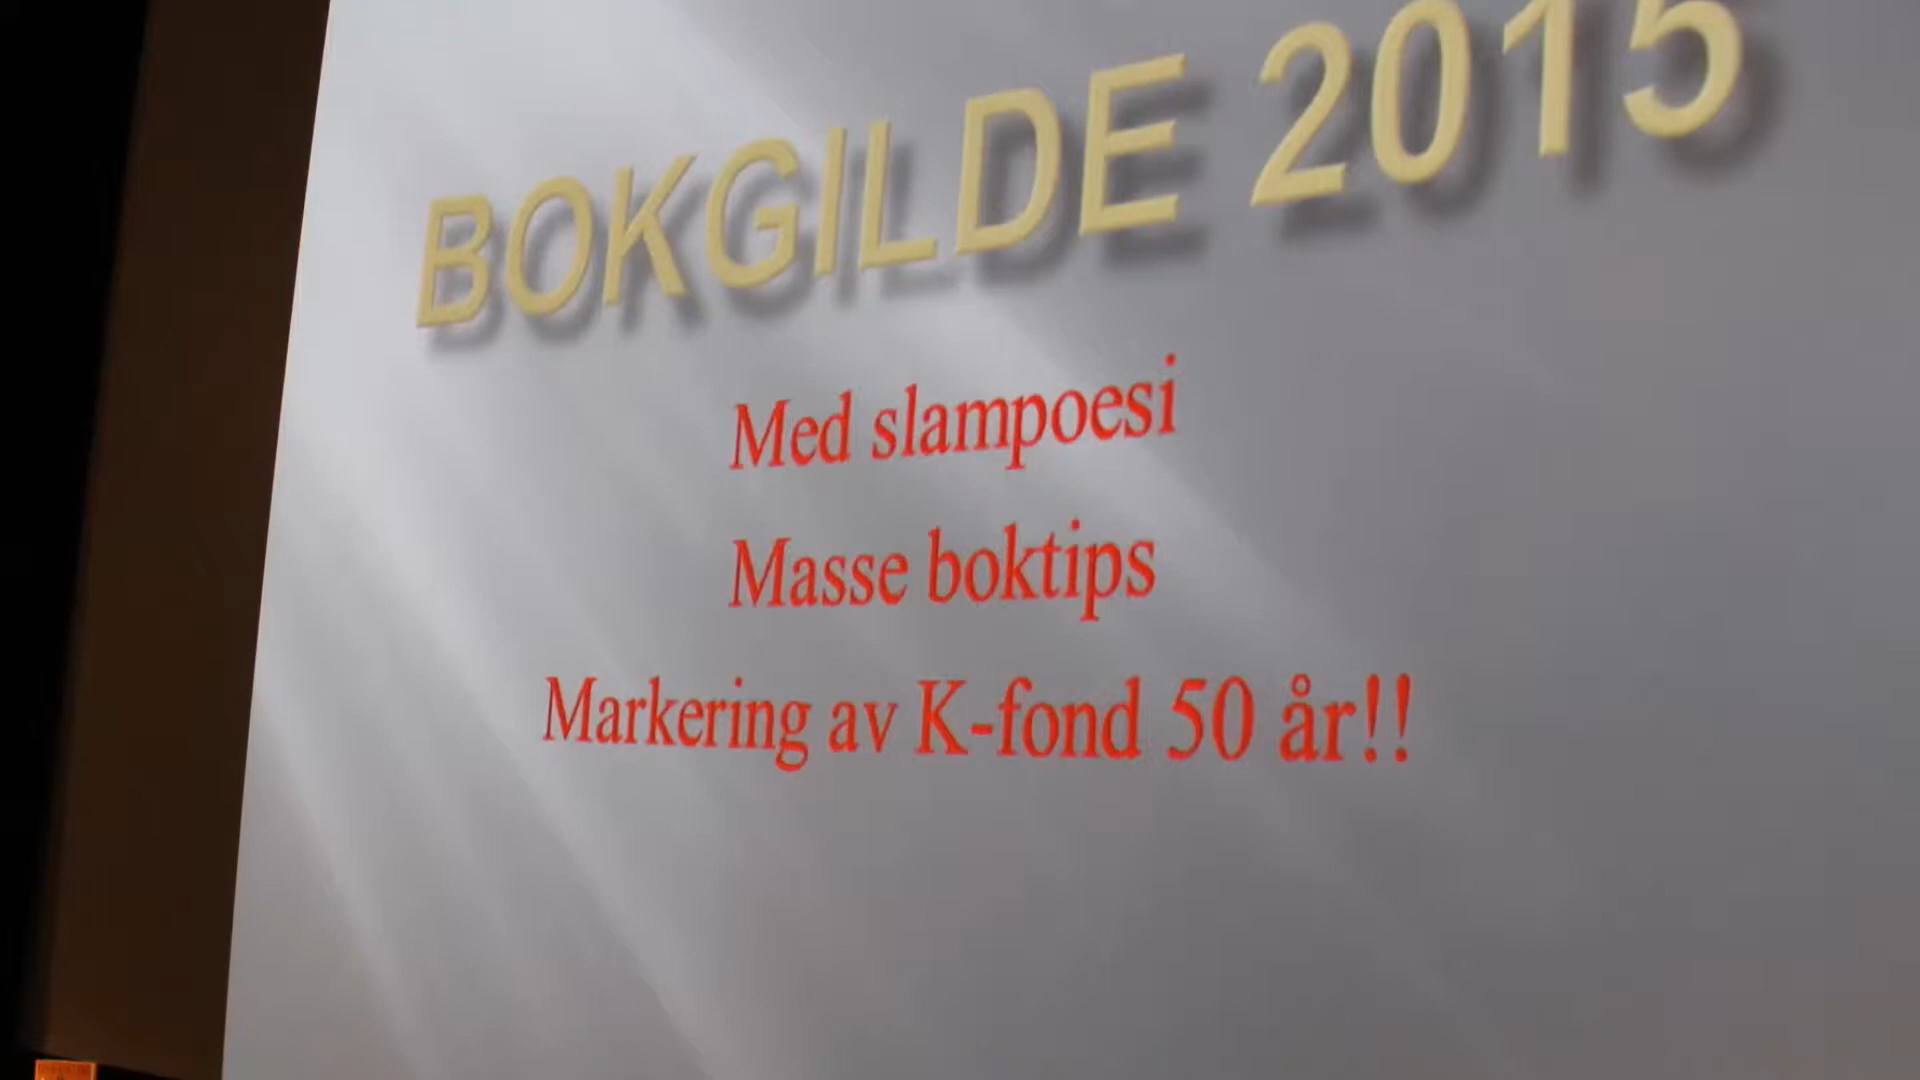 BOKGILDE 2015
Med slampoesi
Masse boktips
Markering av K-fond 50 år!!